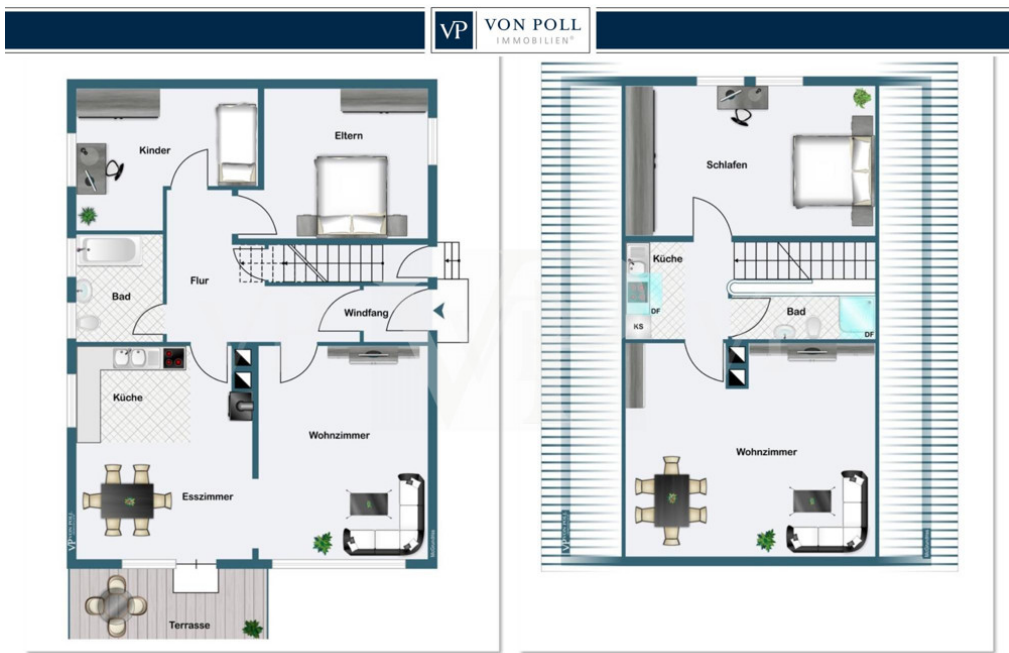 VP VON POLL
IMMOBILIEN®
Kinder
Eltern
Bad
Flur
Windfang
Küche
Wohnzimmer
Esszimmer
Terrasse
Schlafen
Küche
DF
KS
Bad
DF
Wohnzimmer